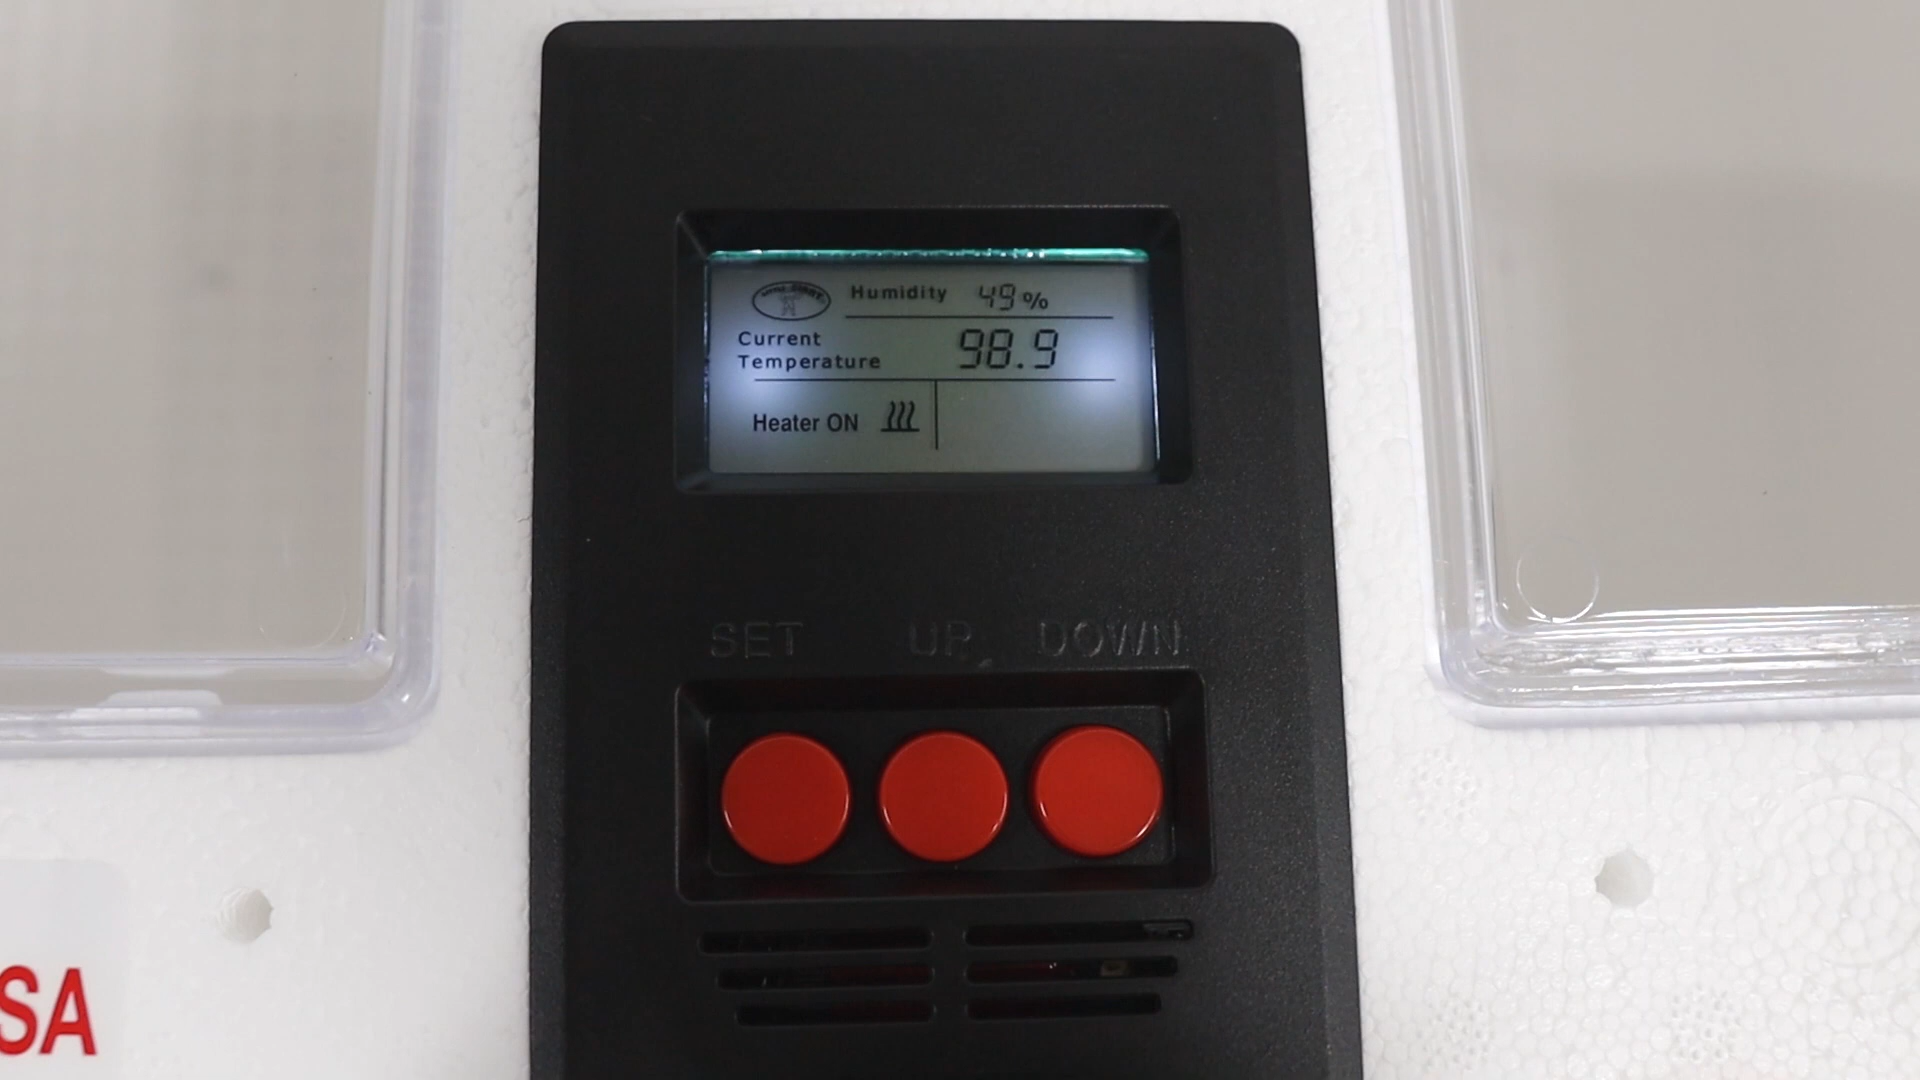 Humidity 49%
Current
Temperature 98.9
Heater ON
SET UP DOWN
SA